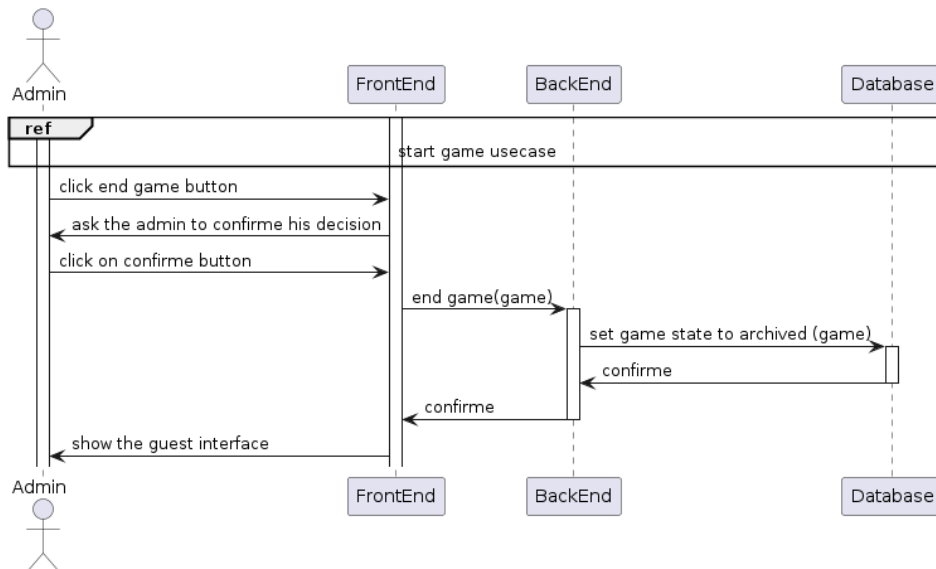 Admin
FrontEnd
BackEnd
Database
ref
start game usecase
click end game button
ask the admin to confirme his decision
click on confirme button
end game(game)
set game state to archived (game)
confirme
confirme
show the guest interface
Admin
FrontEnd
BackEnd
Database